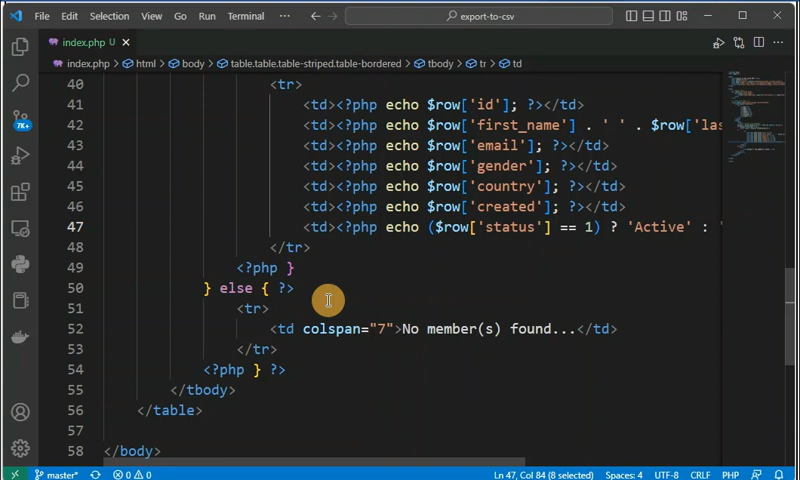 File Edit Selection View Go Run Terminal ··· export-to-csv
index.php U
index.php > html > body > table.table.table-striped.table-bordered > tbody > tr > td
40 <tr>
41 <td><?php echo $row['id']; ?></td>
42 <td><?php echo $row['first_name'] . ' ' . $row['las
43 <td><?php echo $row['email']; ?></td>
44 <td><?php echo $row['gender']; ?></td>
45 <td><?php echo $row['country']; ?></td>
46 <td><?php echo $row['created']; ?></td>
47 <td><?php echo ($row['status'] == 1) ? 'Active' : '
48 </tr>
49 <?php }
50 } else { ?>
51 <tr>
52 <td colspan="7">No member(s) found...</td>
53 </tr>
54 <?php } ?>
55 </tbody>
56 </table>
57
58 </body>
7K+
master* 0 0 Ln 47, Col 84 (8 selected) Spaces: 4 UTF-8 CRLF PHP